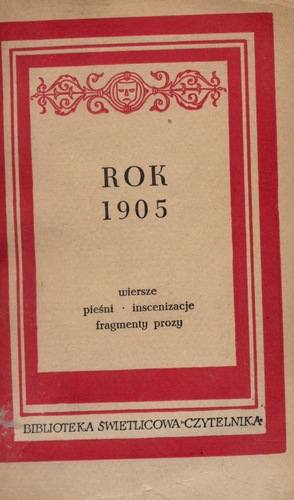 ROK
1905
wiersze
pieśni · inscenizacje
fragmenty prozy
BIBLIOTEKA ŚWIETLICOWA „CZYTELNIKA”